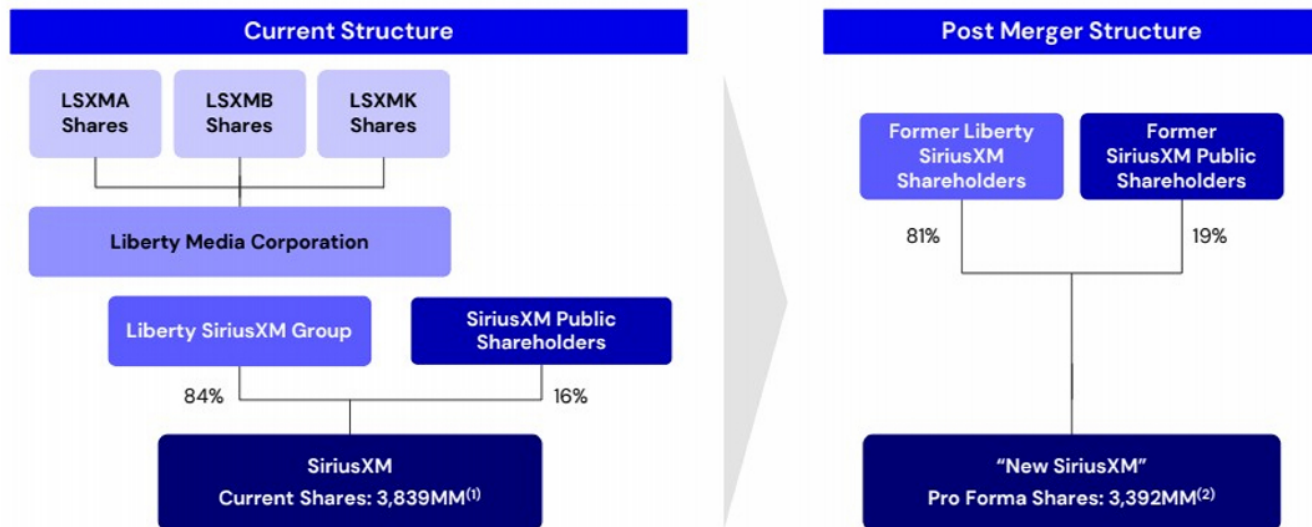 Current Structure
LSXMA
Shares
LSXMB
Shares
LSXMK
Shares
Liberty Media Corporation
Liberty SiriusXM Group
SiriusXM Public
Shareholders
84%
16%
SiriusXM
Current Shares: 3,839MM(1)
Post Merger Structure
Former Liberty
SiriusXM
Shareholders
Former
SiriusXM Public
Shareholders
81%
19%
“New SiriusXM”
Pro Forma Shares: 3,392MM(2)